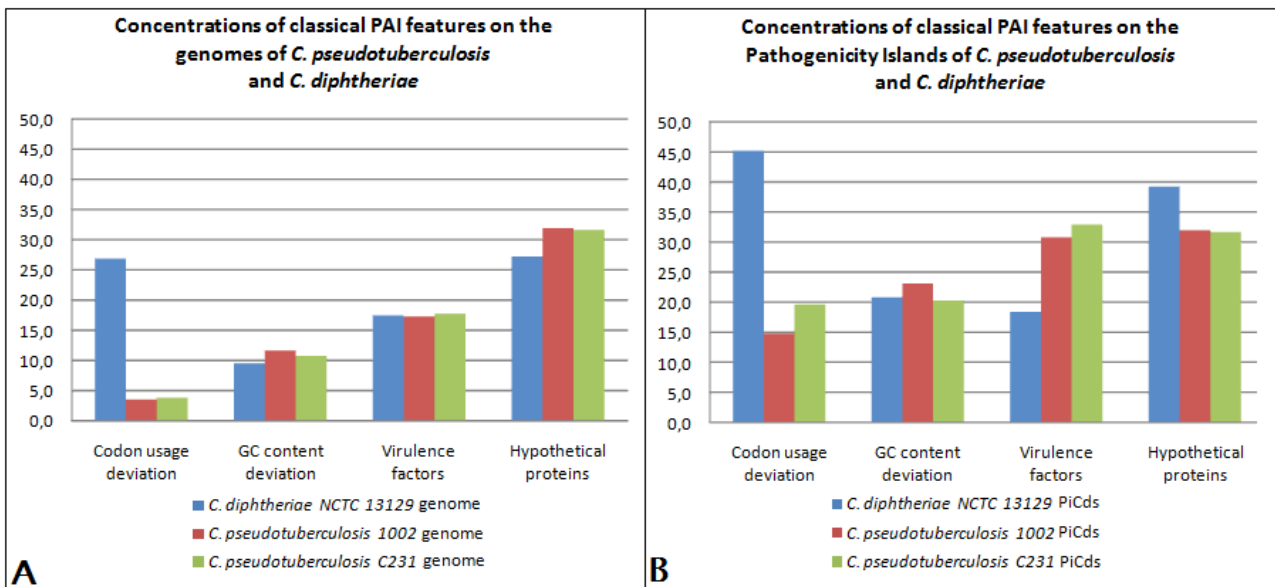 Concentrations of classical PAI features on the
genomes of C. pseudotuberculosis
and C. diphtheriae
50,0
45,0
40,0
35,0
30,0
25,0
20,0
15,0
10,0
5,0
0,0
Codon usage deviation
GC content deviation
Virulence factors
Hypothetical proteins
C. diphtheriae NCTC 13129 genome
C. pseudotuberculosis 1002 genome
C. pseudotuberculosis C231 genome
A
Concentrations of classical PAI features on the
Pathogenicity Islands of C. pseudotuberculosis
and C. diphtheriae
50,0
45,0
40,0
35,0
30,0
25,0
20,0
15,0
10,0
5,0
0,0
Codon usage deviation
GC content deviation
Virulence factors
Hypothetical proteins
C. diphtheriae NCTC 13129 PiCds
C. pseudotuberculosis 1002 PiCds
C. pseudotuberculosis C231 PiCds
B